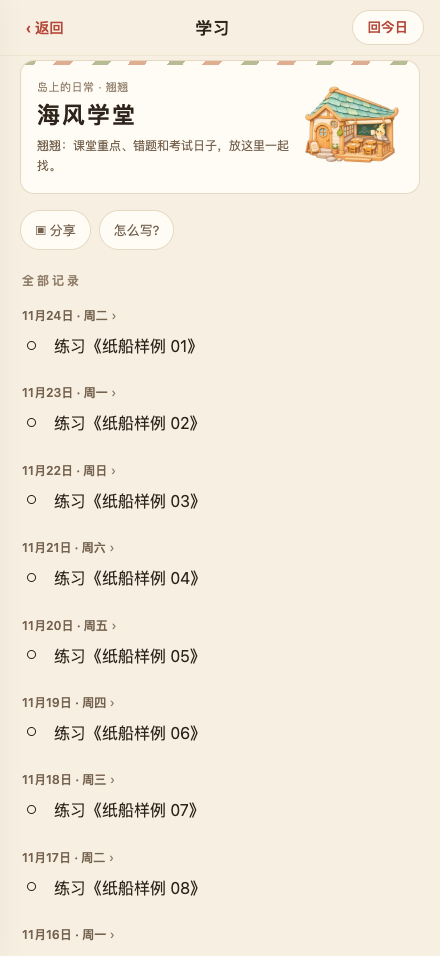 ‹ 返回
学习
回今日
岛上的日常 · 翘翘
海风学堂
翘翘：课堂重点、错题和考试日子，放这里一起
找。
▣ 分享
怎么写?
全部记录
11月24日 · 周二 ›
练习《纸船样例 01》
11月23日 · 周一 ›
练习《纸船样例 02》
11月22日 · 周日 ›
练习《纸船样例 03》
11月21日 · 周六 ›
练习《纸船样例 04》
11月20日 · 周五 ›
练习《纸船样例 05》
11月19日 · 周四 ›
练习《纸船样例 06》
11月18日 · 周三 ›
练习《纸船样例 07》
11月17日 · 周二 ›
练习《纸船样例 08》
11月16日 · 周一 ›